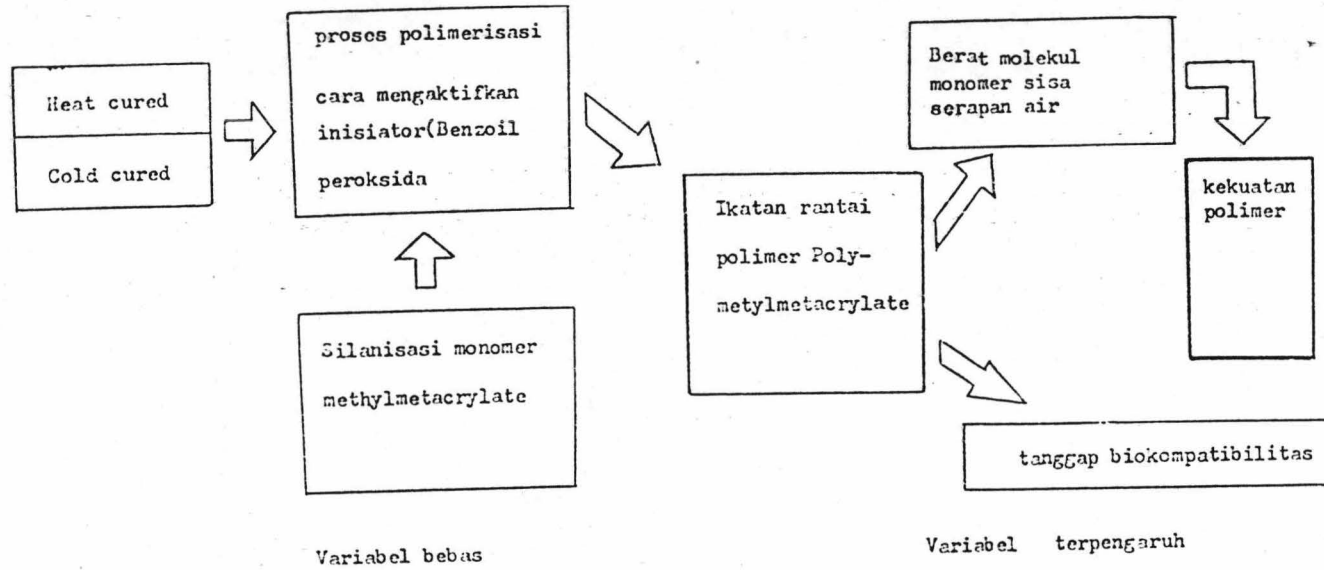 Heat cured
Cold cured
proses polimerisasi
cara mengaktifkan
inisiator(Benzoil
peroksida
Silanisasi monomer
methylmetacrylate
Ikatan rantai
polimer Poly-
metylmetacrylate
Berat molekul
monomer sisa
serapan air
kekuatan
polimer
tanggap biokompatibilitas
Variabel bebas
Variabel terpengaruh